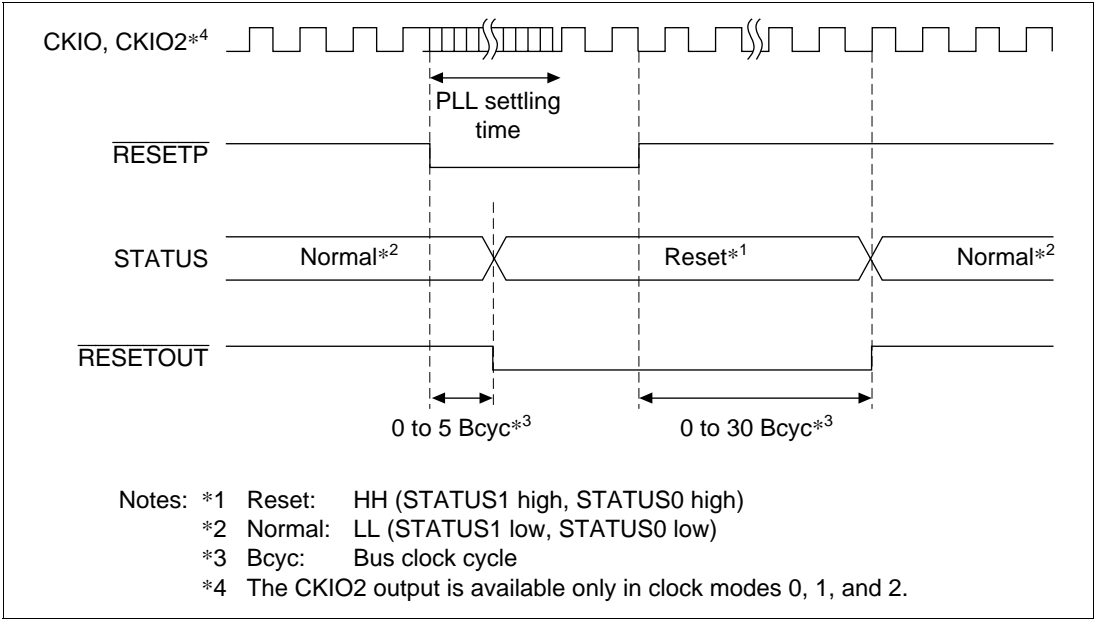 CKIO, CKIO2*4
PLL settling
time
RESETP
STATUS
Normal*2
Reset*1
Normal*2
RESETOUT
0 to 5 Bcyc*3
0 to 30 Bcyc*3
Notes: *1 Reset: HH (STATUS1 high, STATUS0 high)
*2 Normal: LL (STATUS1 low, STATUS0 low)
*3 Bcyc: Bus clock cycle
*4 The CKIO2 output is available only in clock modes 0, 1, and 2.